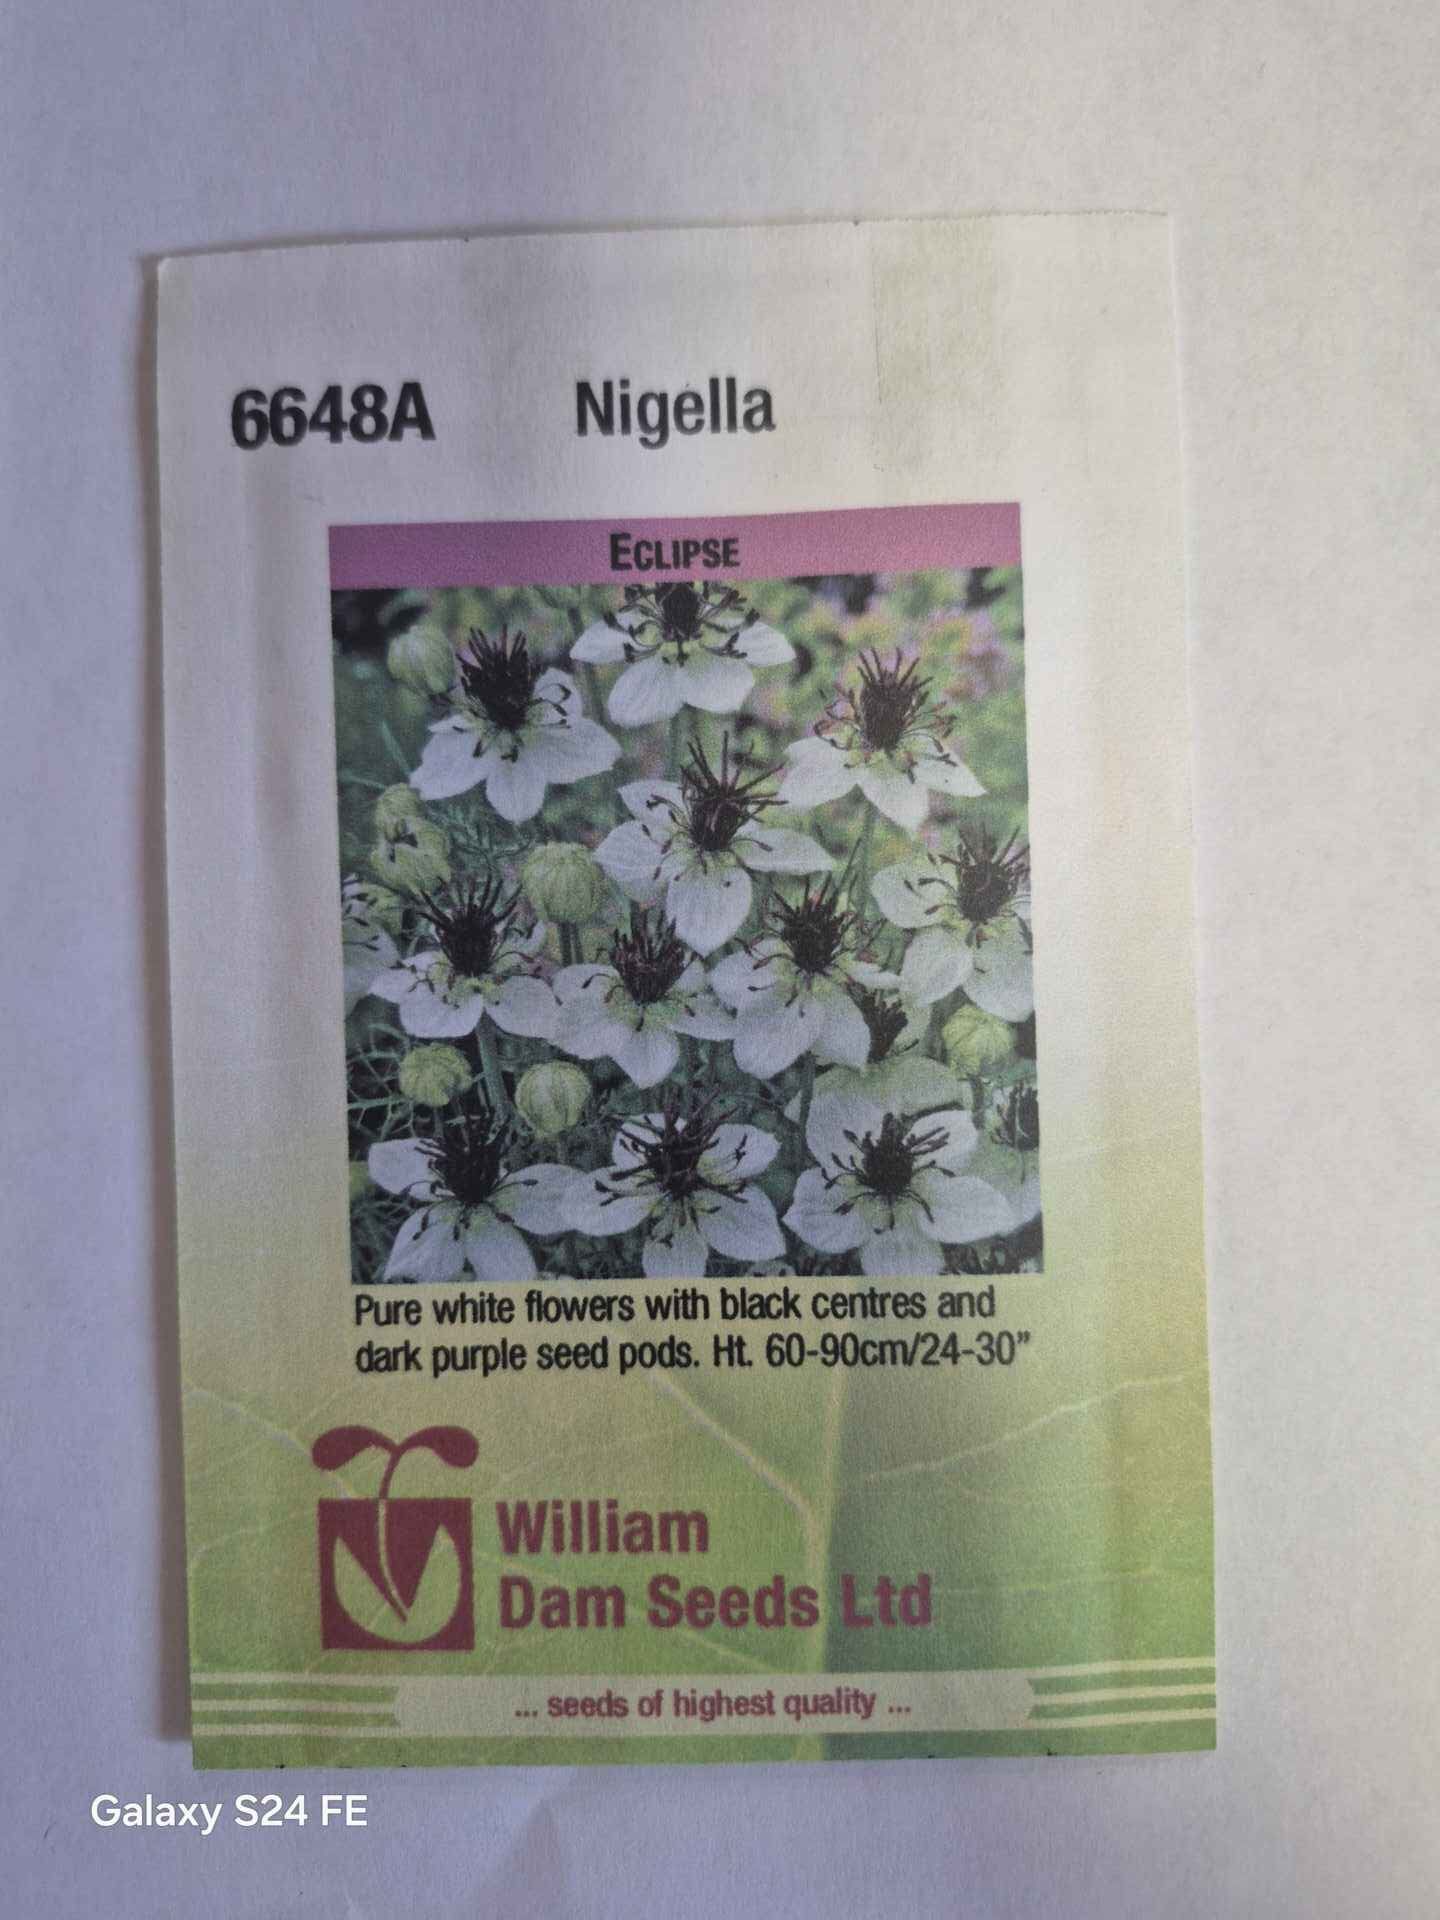 6648A Nigella
ECLIPSE
Pure white flowers with black centres and
dark purple seed pods. Ht. 60-90cm/24-30”
William
Dam Seeds Ltd
... seeds of highest quality ...
Galaxy S24 FE